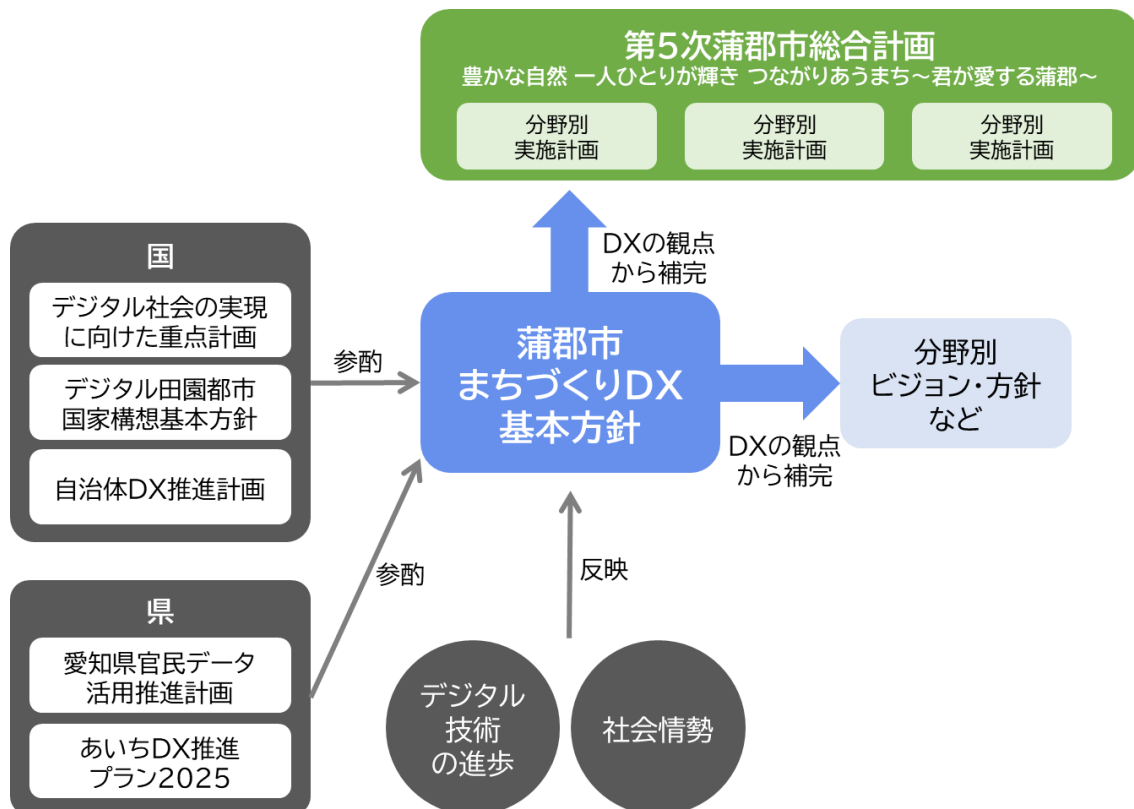 第5次蒲郡市総合計画
豊かな自然 一人ひとりが輝き つながりあうまち~君が愛する蒲郡~
分野別
実施計画
分野別
実施計画
分野別
実施計画
DXの観点
から補完
国
デジタル社会の実現
に向けた重点計画
デジタル田園都市
国家構想基本方針
自治体DX推進計画
参酌
蒲郡市
まちづくりDX
基本方針
DXの観点
から補完
分野別
ビジョン・方針
など
県
愛知県官民データ
活用推進計画
あいちDX推進
プラン2025
参酌
反映
デジタル
技術
の進歩
社会情勢